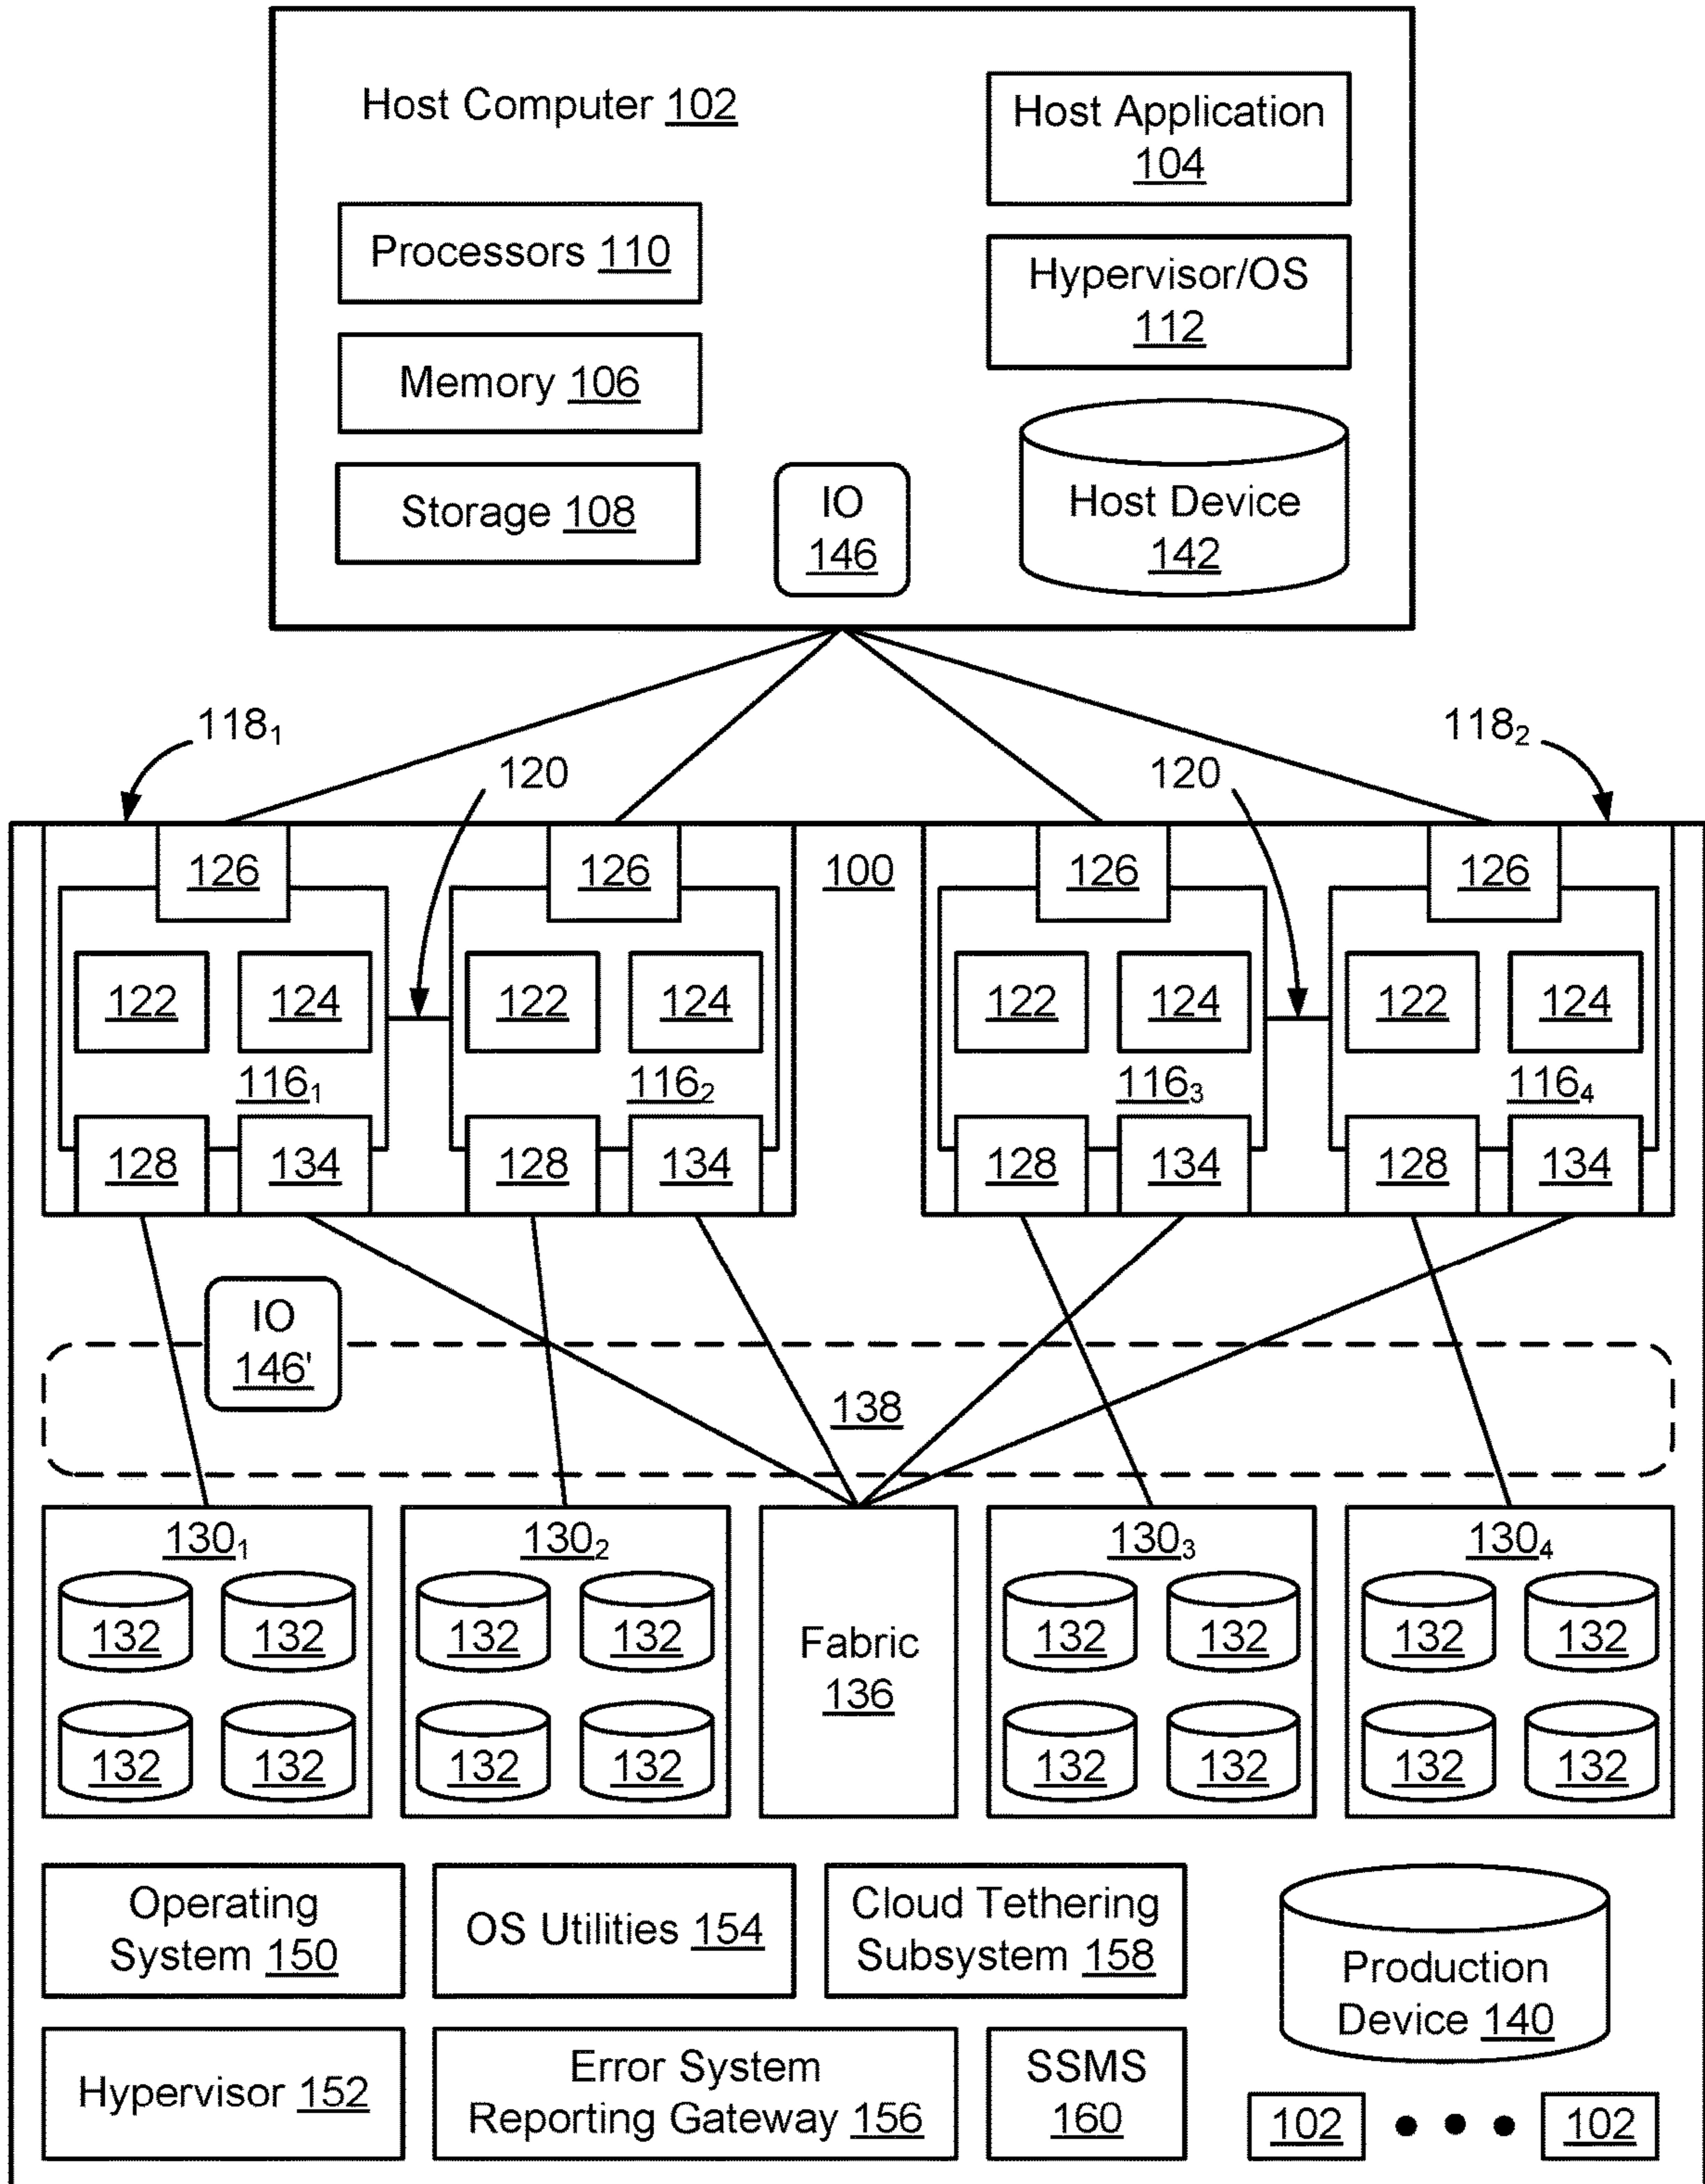 Host Computer 102
Host Application
104
Processors 110
Hypervisor/OS
112
Memory 106
Storage 108
IO
146
Host Device
142
118₁
118₂
120
120
126
126
100
126
126
122
124
122
124
122
124
122
124
116₁
116₂
116₃
116₄
128
134
128
134
128
134
128
134
IO
146'
138
130₁
130₂
130₃
130₄
132
132
132
132
132
132
132
132
Fabric
136
132
132
132
132
132
132
132
132
Operating
System 150
OS Utilities 154
Cloud Tethering
Subsystem 158
Production
Device 140
Hypervisor 152
Error System
Reporting Gateway 156
SSMS
160
102
102